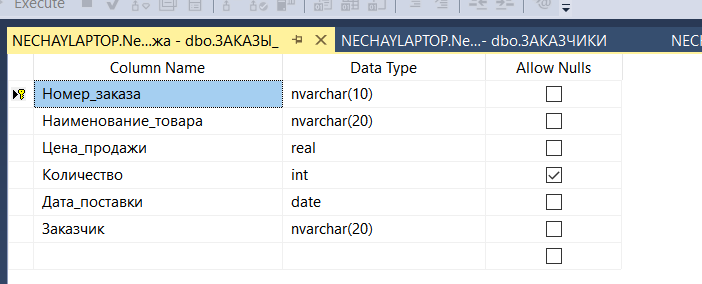 Execute
NECHAYLAPTOP.Ne...жа - dbo.ЗАКАЗЫ_ NECHAYLAPTOP.Ne...- dbo.ЗАКАЗЧИКИ NECH
Column Name Data Type Allow Nulls
Номер_заказа nvarchar(10)
Наименование_товара nvarchar(20)
Цена_продажи real
Количество int
Дата_поставки date
Заказчик nvarchar(20)